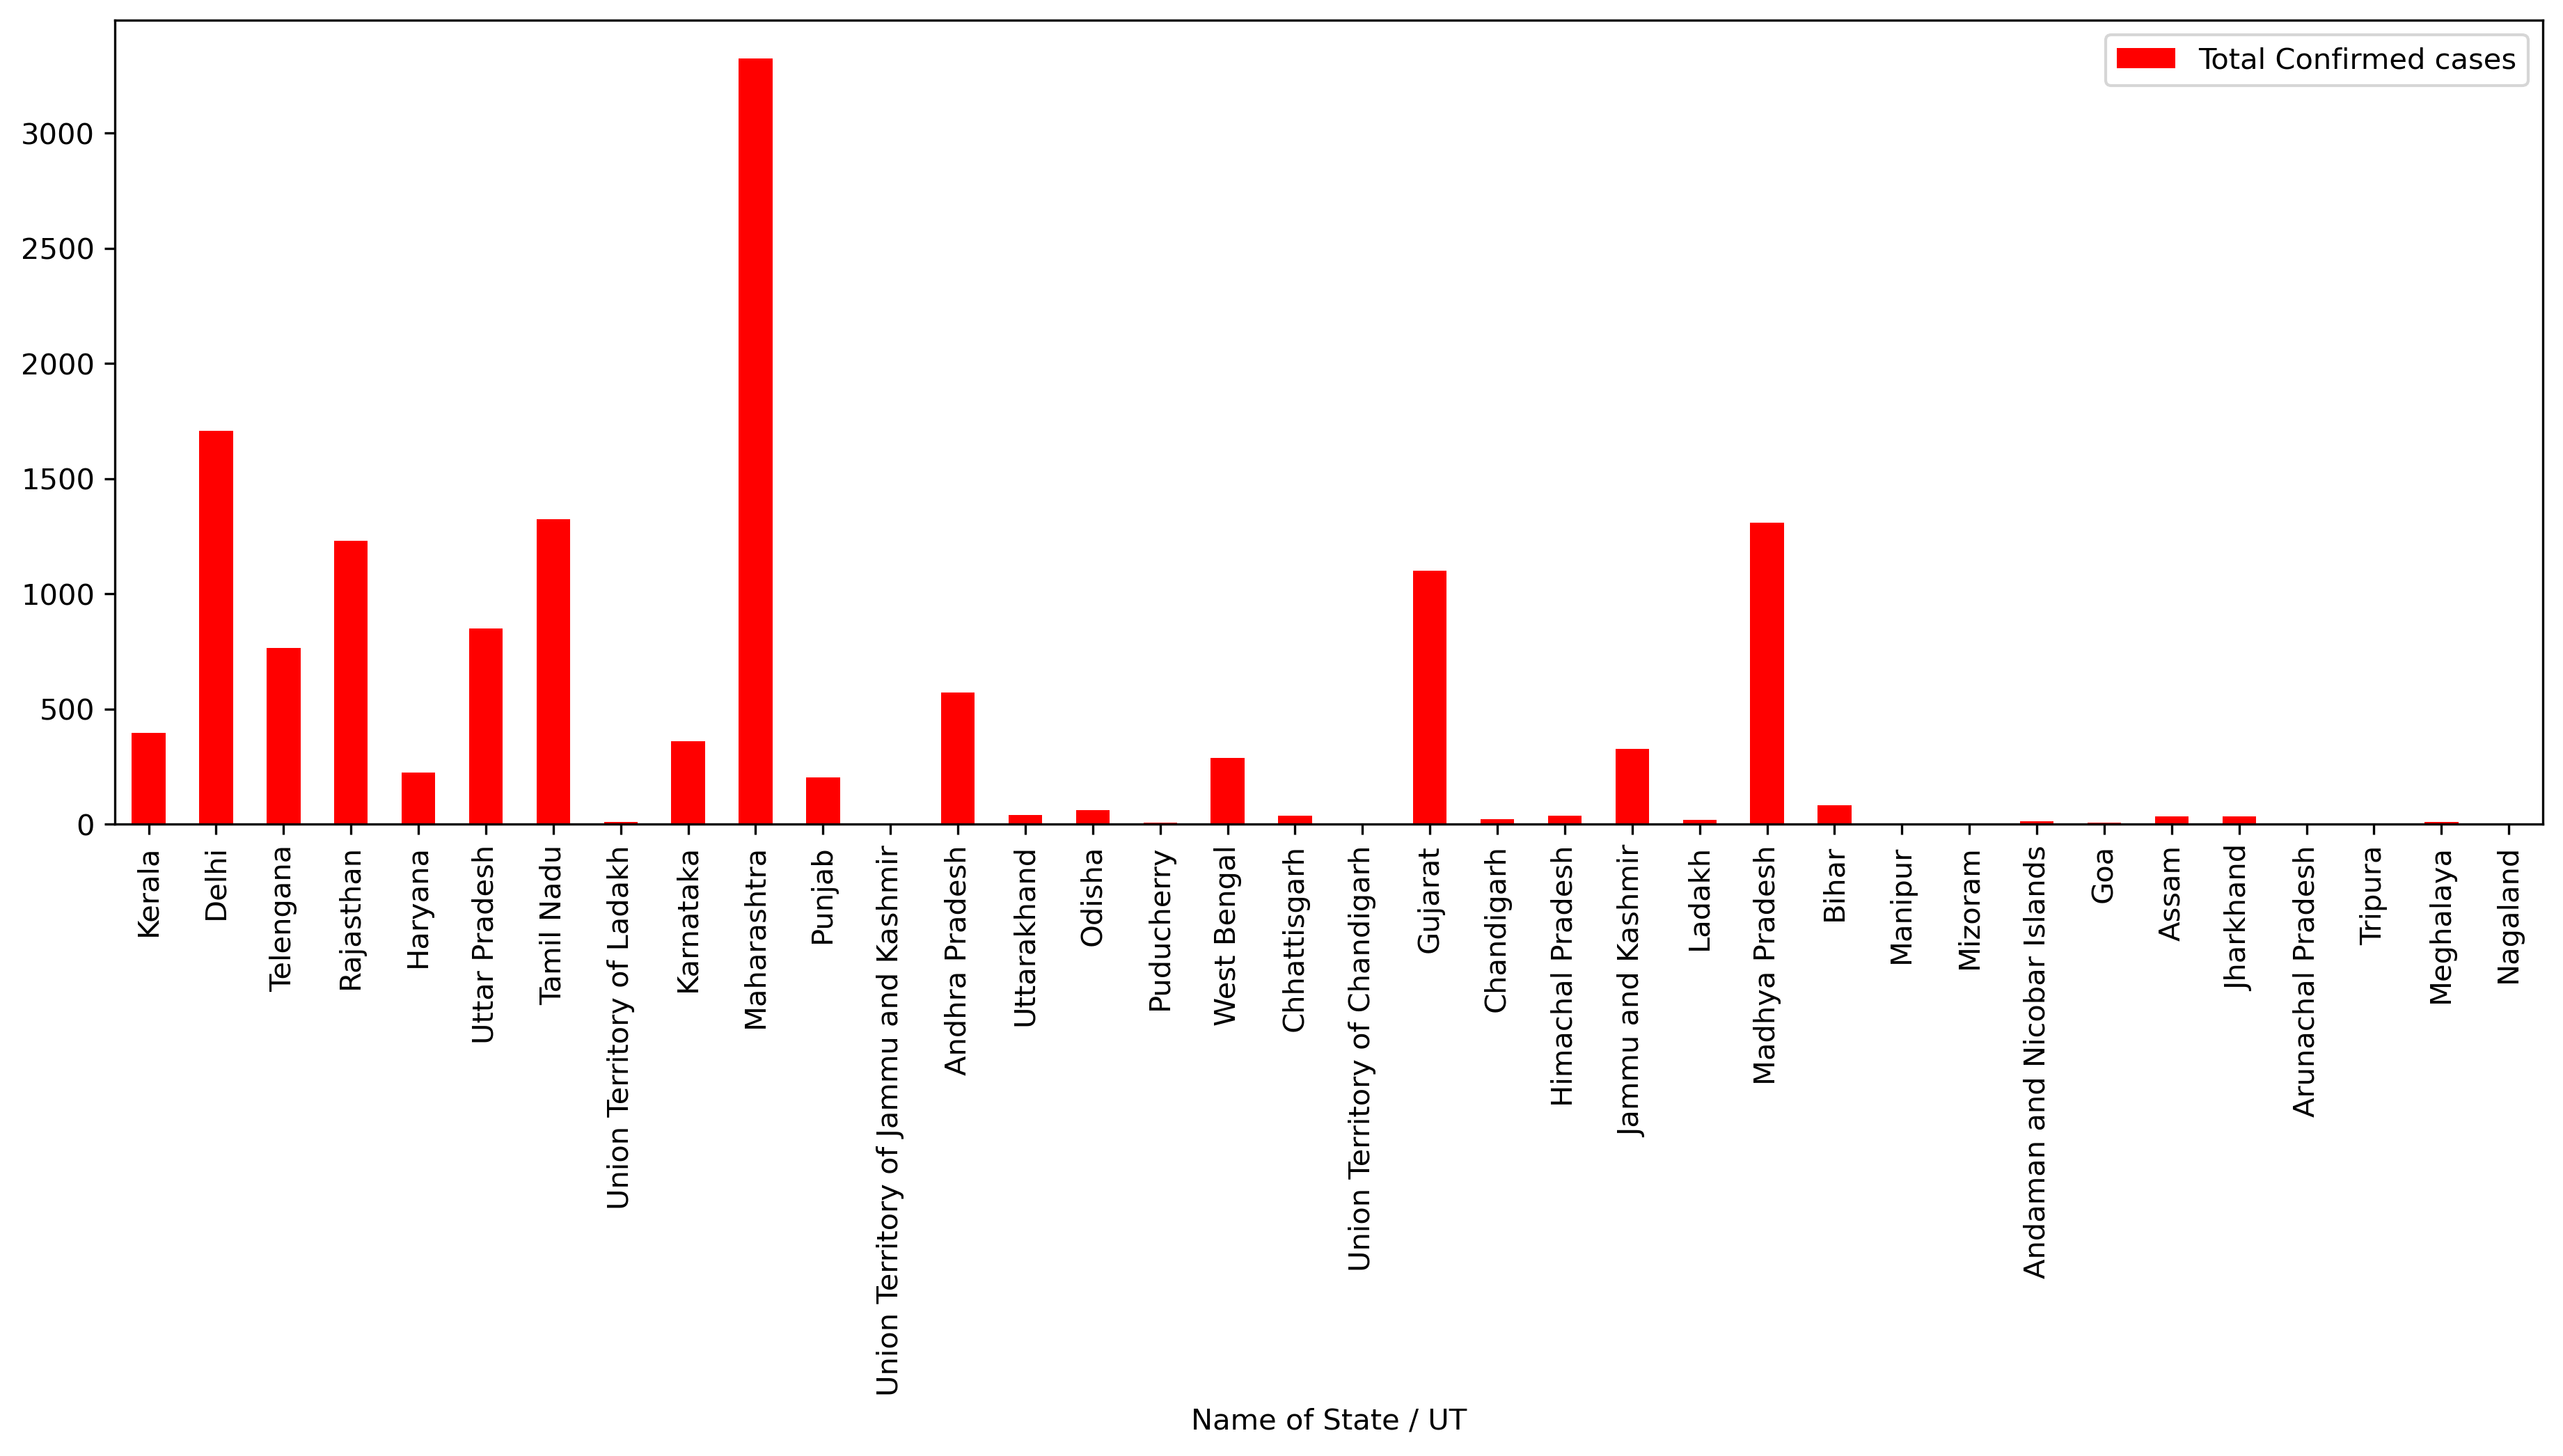 Total Confirmed cases
3000
2500
2000
1500
1000
500
0
Kerala
Delhi
Telengana
Rajasthan
Haryana
Uttar Pradesh
Tamil Nadu
Union Territory of Ladakh
Karnataka
Maharashtra
Punjab
Union Territory of Jammu and Kashmir
Andhra Pradesh
Uttarakhand
Odisha
Puducherry
West Bengal
Chhattisgarh
Union Territory of Chandigarh
Gujarat
Chandigarh
Himachal Pradesh
Jammu and Kashmir
Ladakh
Madhya Pradesh
Bihar
Manipur
Mizoram
Andaman and Nicobar Islands
Goa
Assam
Jharkhand
Arunachal Pradesh
Tripura
Meghalaya
Nagaland
Name of State / UT